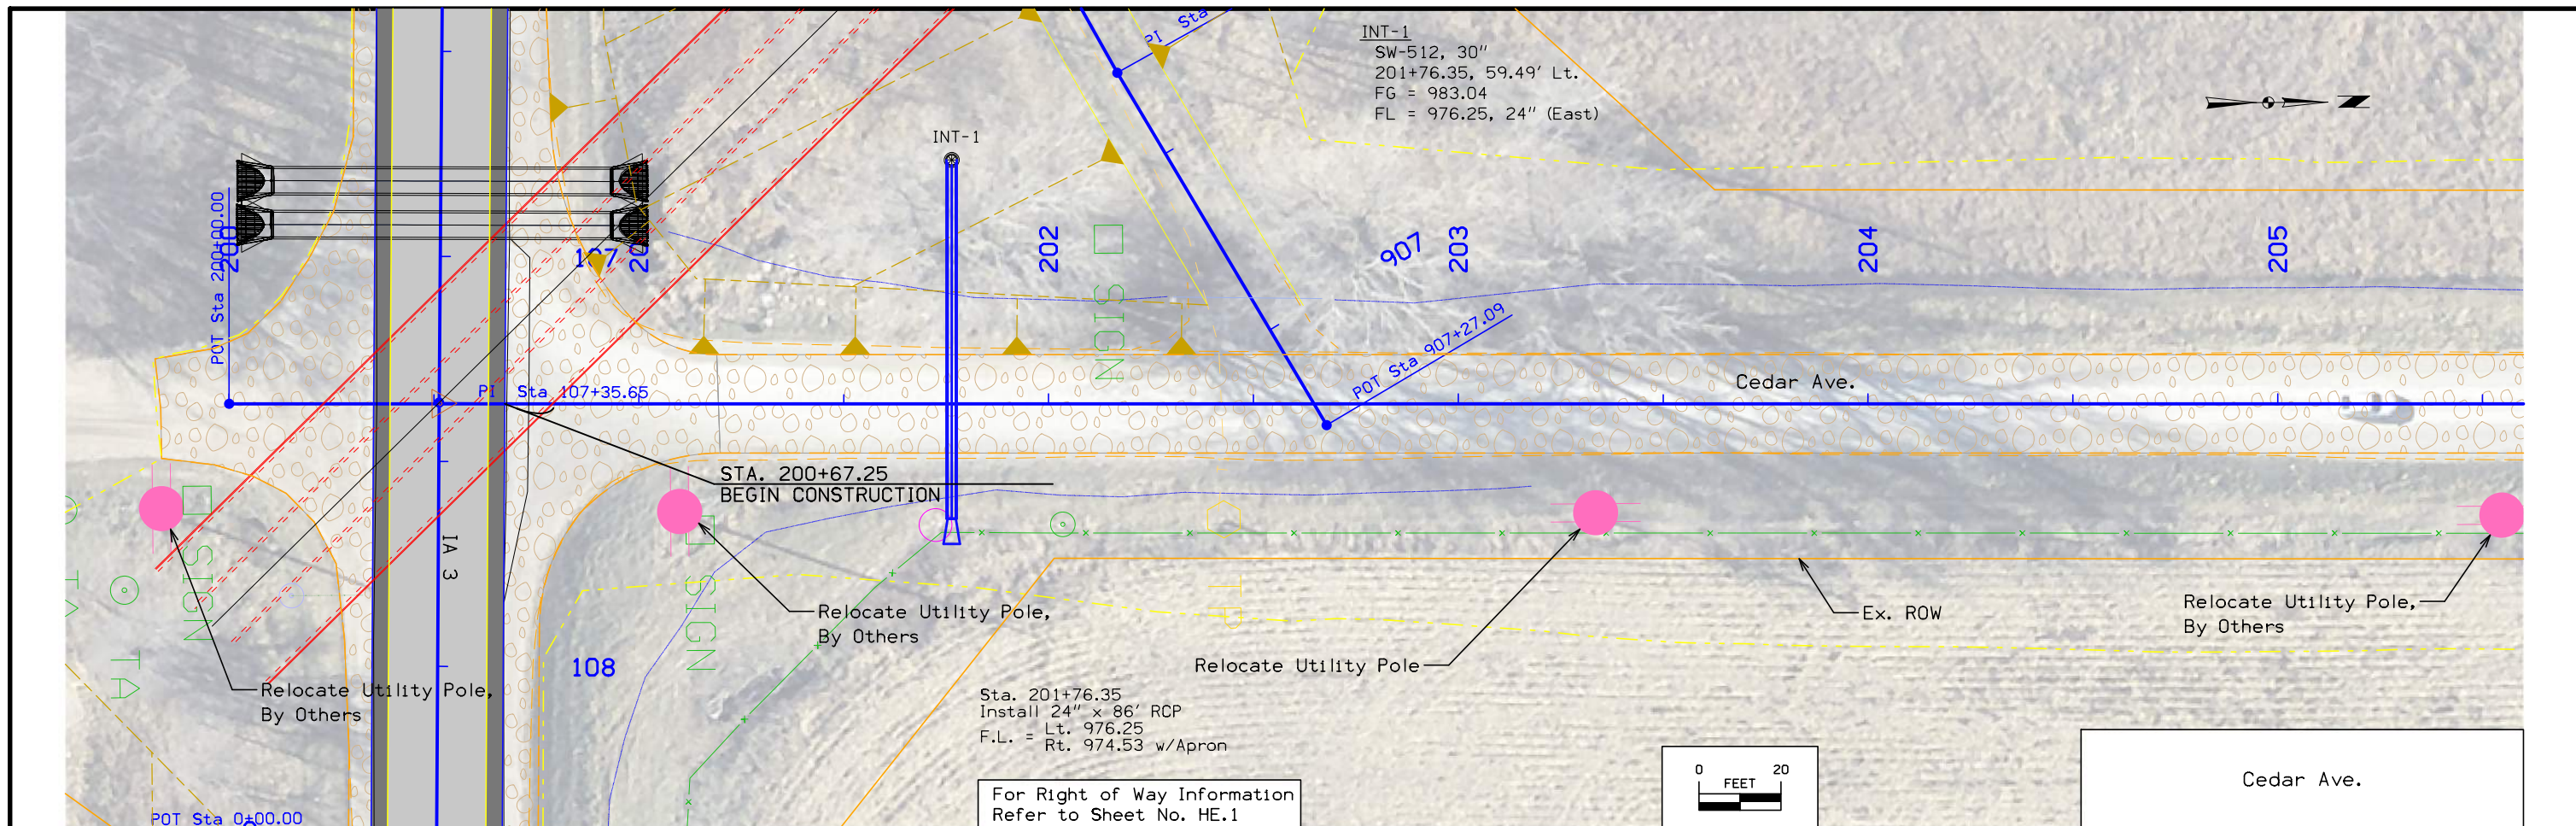 INT-1
SW-512, 30"
201+76.35, 59.49' Lt.
FG = 983.04
FL = 976.25, 24" (East)
PI Sta
INT-1
POT Sta 200+00.00
200
107
202
SIGN
907
203
204
205
PI Sta 107+35.65
POT Sta 907+27.09
Cedar Ave.
STA. 200+67.25
BEGIN CONSTRUCTION
IA 3
SIGN
SIGN
TA
108
Relocate Utility Pole,
By Others
Relocate Utility Pole,
By Others
Relocate Utility Pole
Ex. ROW
Relocate Utility Pole,
By Others
Sta. 201+76.35
Install 24" x 86' RCP
F.L. = Lt. 976.25
Rt. 974.53 w/Apron
For Right of Way Information
Refer to Sheet No. HE.1
0 20
FEET
Cedar Ave.
POT Sta 0+00.00